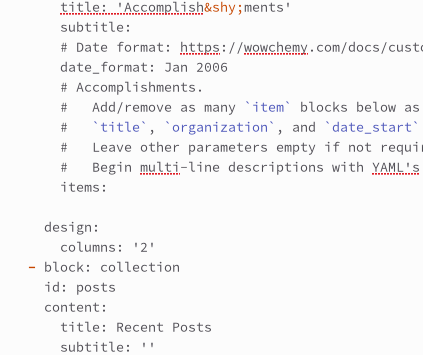 title: 'Accomplish&shy;ments'
subtitle:
# Date format: https://wowchemy.com/docs/custo
date_format: Jan 2006
# Accomplishments.
#   Add/remove as many `item` blocks below as
#   `title`, `organization`, and `date_start`
#   Leave other parameters empty if not requir
#   Begin multi-line descriptions with YAML's
items:
design:
columns: '2'
- block: collection
id: posts
content:
title: Recent Posts
subtitle: ''